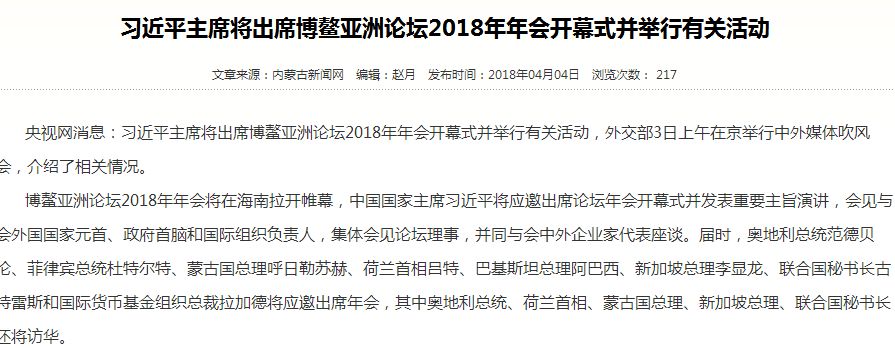 习近平主席将出席博鳌亚洲论坛2018年年会开幕式并举行有关活动
文章来源：内蒙古新闻网 编辑：赵月 发布时间：2018年04月04日 浏览次数： 217
央视网消息：习近平主席将出席博鳌亚洲论坛2018年年会开幕式并举行有关活动，外交部3日上午在京举行中外媒体吹风
会，介绍了相关情况。
博鳌亚洲论坛2018年年会将在海南拉开帷幕，中国国家主席习近平将应邀出席论坛年会开幕式并发表重要主旨演讲，会见与
会外国国家元首、政府首脑和国际组织负责人，集体会见论坛理事，并同与会中外企业家代表座谈。届时，奥地利总统范德贝
伦、菲律宾总统杜特尔特、蒙古国总理呼日勒苏赫、荷兰首相吕特、巴基斯坦总理阿巴西、新加坡总理李显龙、联合国秘书长古
特雷斯和国际货币基金组织总裁拉加德将应邀出席年会，其中奥地利总统、荷兰首相、蒙古国总理、新加坡总理、联合国秘书长
还将访华。